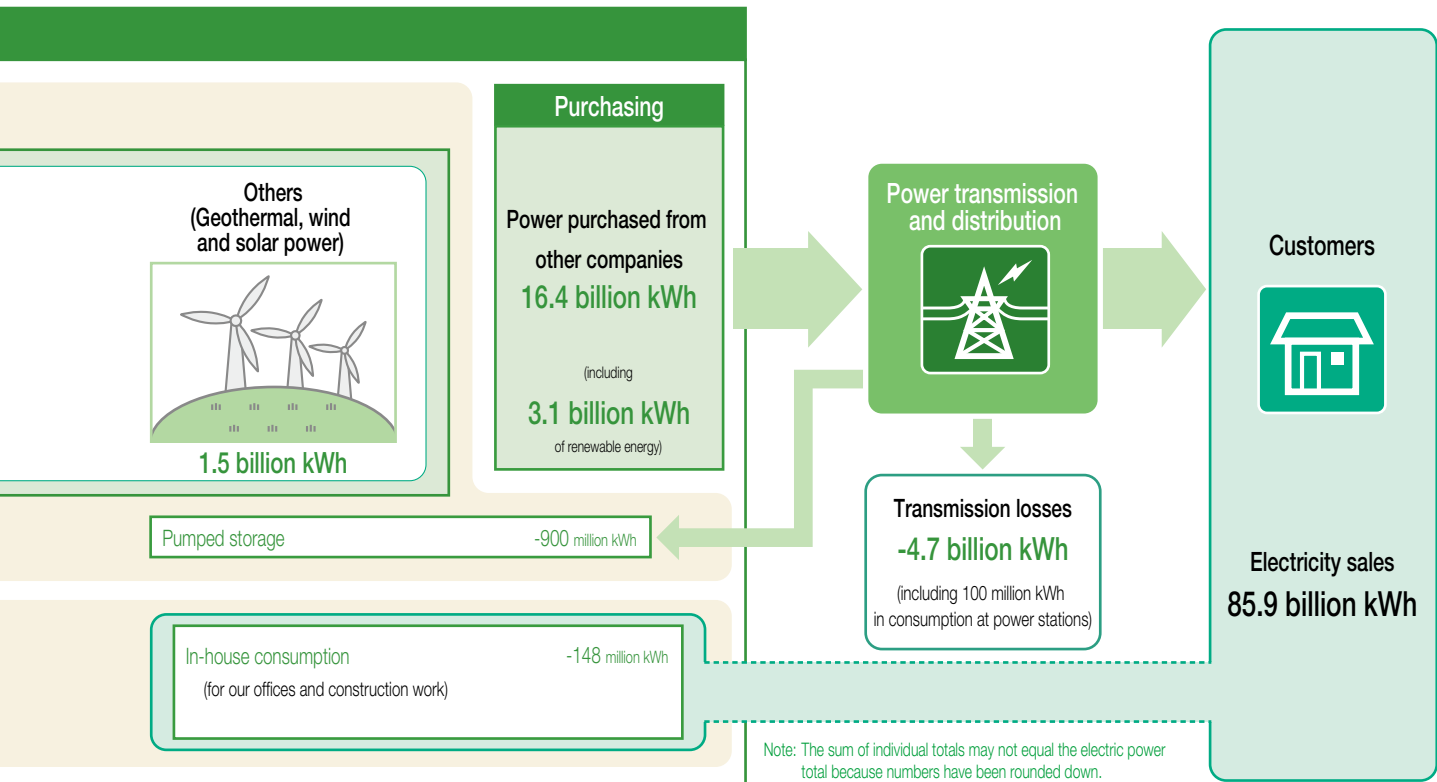 Purchasing
Others
(Geothermal, wind
and solar power)
1.5 billion kWh
Power purchased from
other companies
16.4 billion kWh
(including
3.1 billion kWh
of renewable energy)
Power transmission
and distribution
Customers
Electricity sales
85.9 billion kWh
Transmission losses
-4.7 billion kWh
(including 100 million kWh
in consumption at power stations)
Pumped storage -900 million kWh
In-house consumption -148 million kWh
(for our offices and construction work)
Note: The sum of individual totals may not equal the electric power
total because numbers have been rounded down.